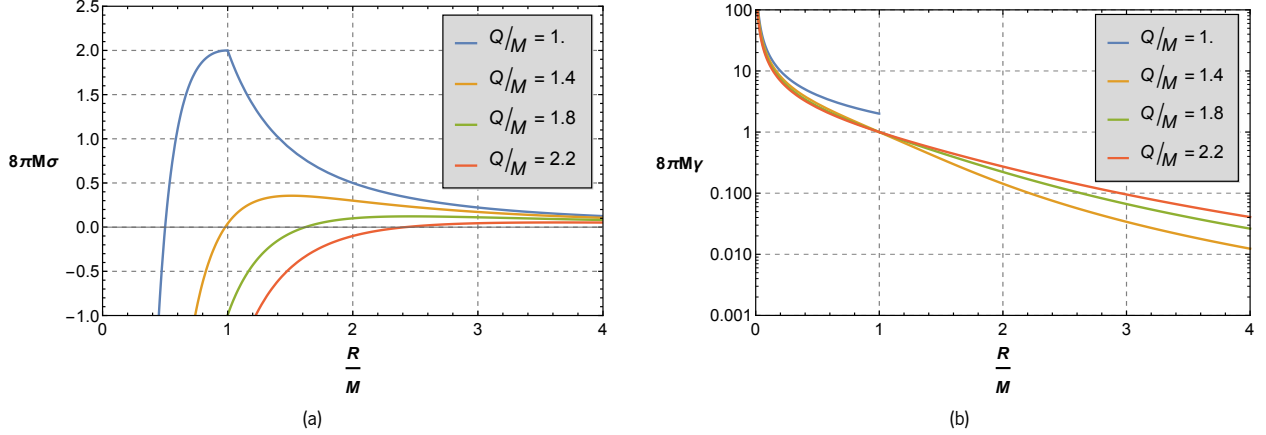 8πMσ
2.0
1.5
1.0
0.5
0.0
−0.5
−1.0
0
1
2
3
4
R
M
Q/M = 1.
Q/M = 1.4
Q/M = 1.8
Q/M = 2.2
(a)
8πMγ
100
10
1
0.100
0.010
0.001
0
1
2
3
4
R
M
Q/M = 1.
Q/M = 1.4
Q/M = 1.8
Q/M = 2.2
(b)